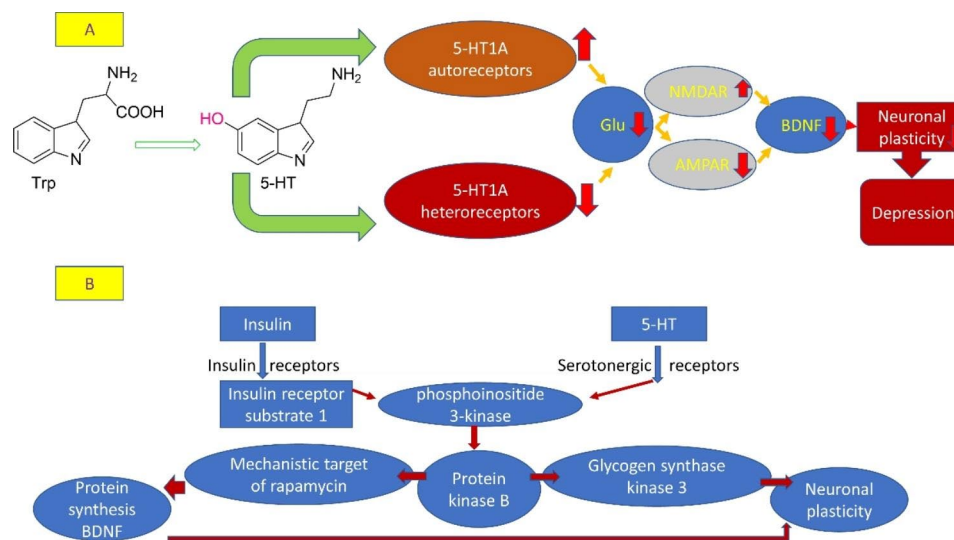 A
NH2
COOH
N
Trp
NH2
HO
N
5-HT
5-HT1A
autoreceptors
5-HT1A
heteroreceptors
Glu
NMDAR
AMPAR
BDNF
Neuronal
plasticity
Depression
B
Insulin
5-HT
Insulin receptors
Serotonergic receptors
Insulin receptor
substrate 1
phosphoinositide
3-kinase
Mechanistic target
of rapamycin
Protein
kinase B
Glycogen synthase
kinase 3
Protein
synthesis
BDNF
Neuronal
plasticity